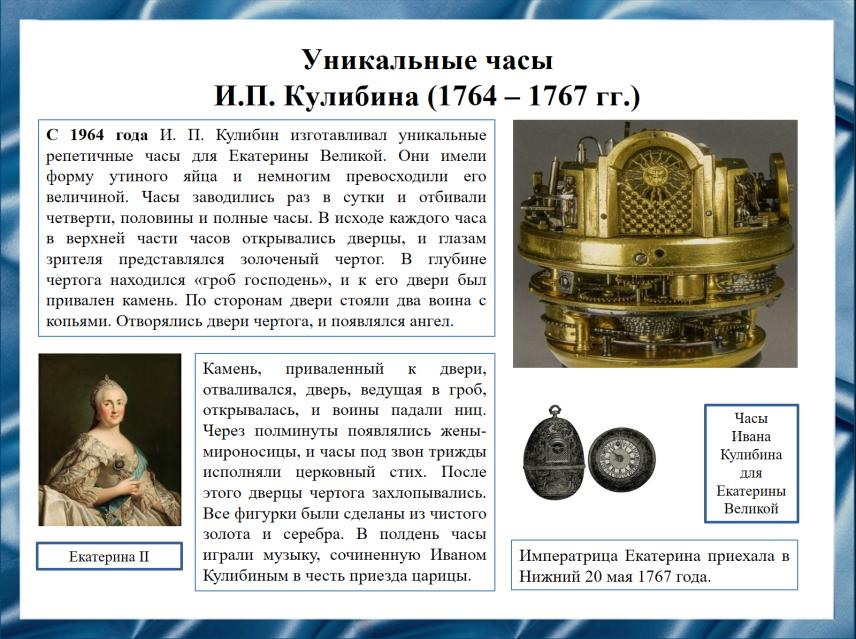 Уникальные часы
И.П. Кулибина (1764 – 1767 гг.)
С 1964 года И. П. Кулибин изготавливал уникальные
репетичные часы для Екатерины Великой. Они имели
форму утиного яйца и немногим превосходили его
величиной. Часы заводились раз в сутки и отбивали
четверти, половины и полные часы. В исходе каждого часа
в верхней части часов открывались дверцы, и глазам
зрителя представлялся золоченый чертог. В глубине
чертога находился «гроб господень», и к его двери был
привален камень. По сторонам двери стояли два воина с
копьями. Отворялись двери чертога, и появлялся ангел.
Камень, приваленный к двери,
отваливался, дверь, ведущая в гроб,
открывалась, и воины падали ниц.
Через полминуты появлялись жены-
мироносицы, и часы под звон трижды
исполняли церковный стих. После
этого дверцы чертога захлопывались.
Все фигурки были сделаны из чистого
золота и серебра. В полдень часы
играли музыку, сочиненную Иваном
Кулибиным в честь приезда царицы.
Екатерина II
Часы
Ивана
Кулибина
для
Екатерины
Великой
Императрица Екатерина приехала в
Нижний 20 мая 1767 года.